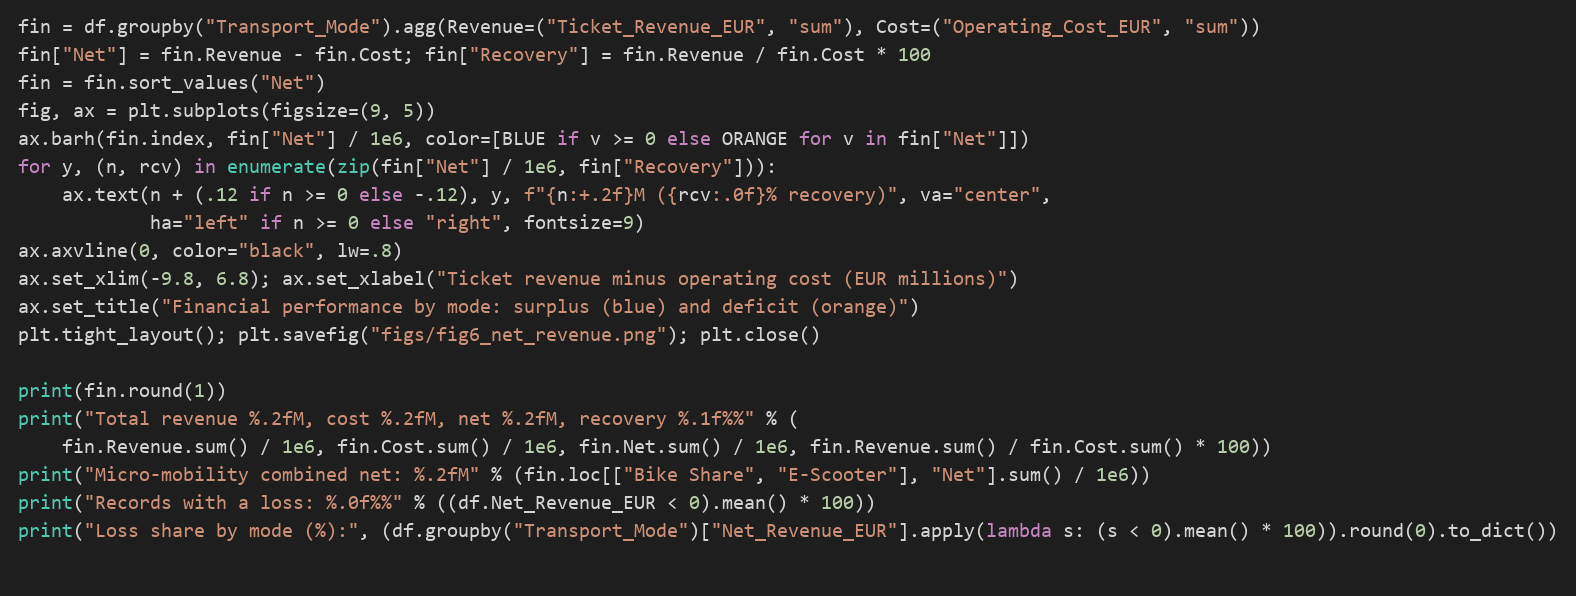 fin = df.groupby("Transport_Mode").agg(Revenue=("Ticket_Revenue_EUR", "sum"), Cost=("Operating_Cost_EUR", "sum"))
fin["Net"] = fin.Revenue - fin.Cost; fin["Recovery"] = fin.Revenue / fin.Cost * 100
fin = fin.sort_values("Net")
fig, ax = plt.subplots(figsize=(9, 5))
ax.barh(fin.index, fin["Net"] / 1e6, color=[BLUE if v >= 0 else ORANGE for v in fin["Net"]])
for y, (n, rcv) in enumerate(zip(fin["Net"] / 1e6, fin["Recovery"])):
    ax.text(n + (.12 if n >= 0 else -.12), y, f"{n:+.2f}M ({rcv:.0f}% recovery)", va="center",
            ha="left" if n >= 0 else "right", fontsize=9)
ax.axvline(0, color="black", lw=.8)
ax.set_xlim(-9.8, 6.8); ax.set_xlabel("Ticket revenue minus operating cost (EUR millions)")
ax.set_title("Financial performance by mode: surplus (blue) and deficit (orange)")
plt.tight_layout(); plt.savefig("figs/fig6_net_revenue.png"); plt.close()

print(fin.round(1))
print("Total revenue %.2fM, cost %.2fM, net %.2fM, recovery %.1f%%" % (
    fin.Revenue.sum() / 1e6, fin.Cost.sum() / 1e6, fin.Net.sum() / 1e6, fin.Revenue.sum() / fin.Cost.sum() * 100))
print("Micro-mobility combined net: %.2fM" % (fin.loc[["Bike Share", "E-Scooter"], "Net"].sum() / 1e6))
print("Records with a loss: %.0f%%" % ((df.Net_Revenue_EUR < 0).mean() * 100))
print("Loss share by mode (%):", (df.groupby("Transport_Mode")["Net_Revenue_EUR"].apply(lambda s: (s < 0).mean() * 100)).round(0).to_dict())